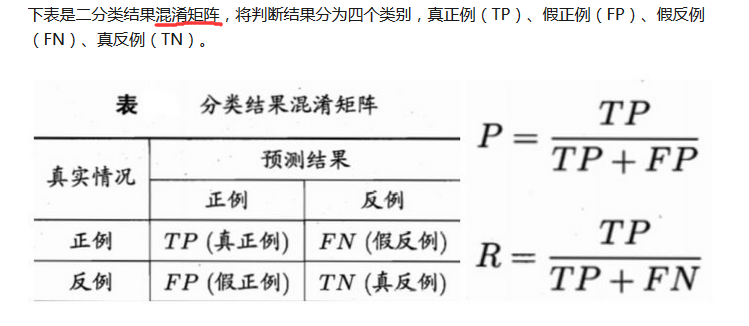 下表是二分类结果混淆矩阵，将判断结果分为四个类别，真正例（TP）、假正例（FP）、假反例
（FN）、真反例（TN）。
表 分类结果混淆矩阵
真实情况 预测结果
正例 反例
正例 TP (真正例) FN (假反例)
反例 FP (假正例) TN (真反例)
P = TP / TP + FP
R = TP / TP + FN